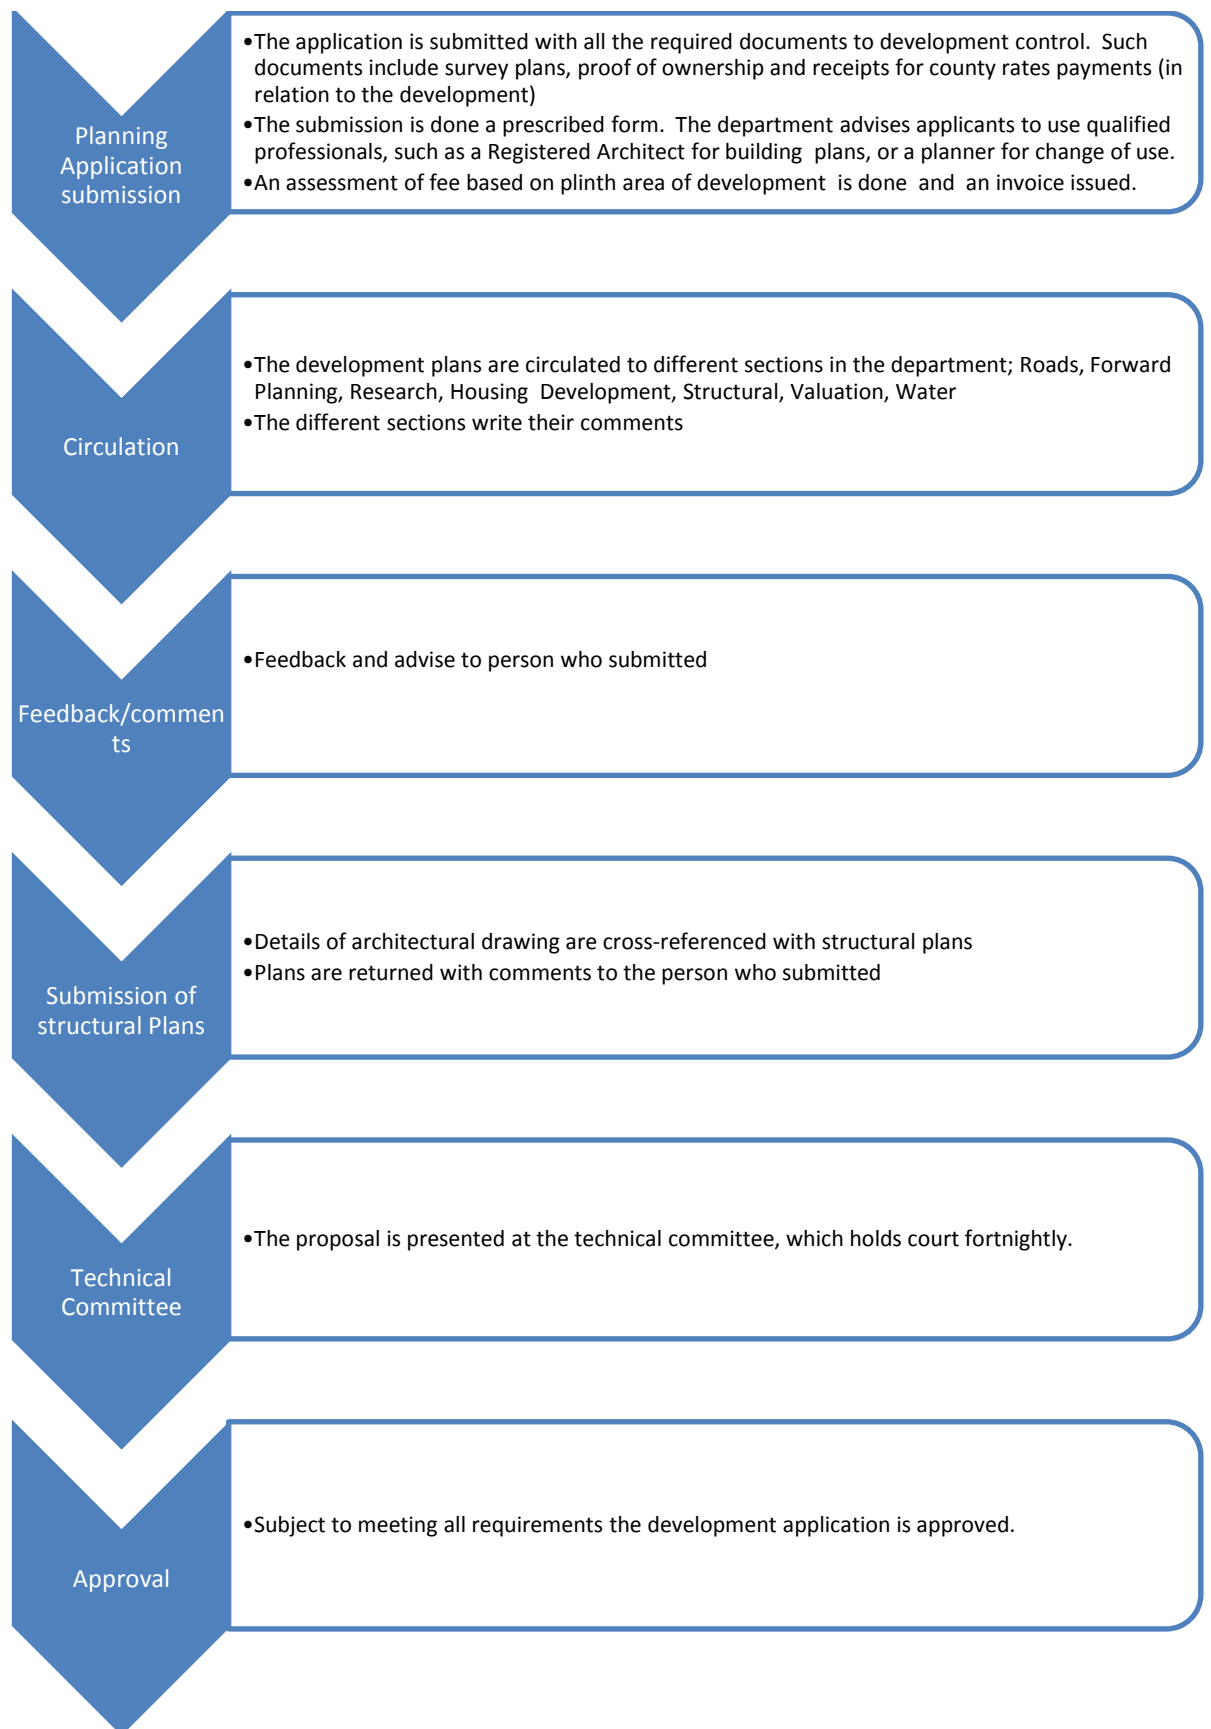 Planning
Application
submission
•The application is submitted with all the required documents to development control.  Such
documents include survey plans, proof of ownership and receipts for county rates payments (in
relation to the development)
•The submission is done a prescribed form.  The department advises applicants to use qualified
professionals, such as a Registered Architect for building  plans, or a planner for change of use.
•An assessment of fee based on plinth area of development  is done  and  an invoice issued.
Circulation
•The development plans are circulated to different sections in the department; Roads, Forward
Planning, Research, Housing  Development, Structural, Valuation, Water
•The different sections write their comments
Feedback/commen
ts
•Feedback and advise to person who submitted
Submission of
structural Plans
•Details of architectural drawing are cross-referenced with structural plans
•Plans are returned with comments to the person who submitted
Technical
Committee
•The proposal is presented at the technical committee, which holds court fortnightly.
Approval
•Subject to meeting all requirements the development application is approved.